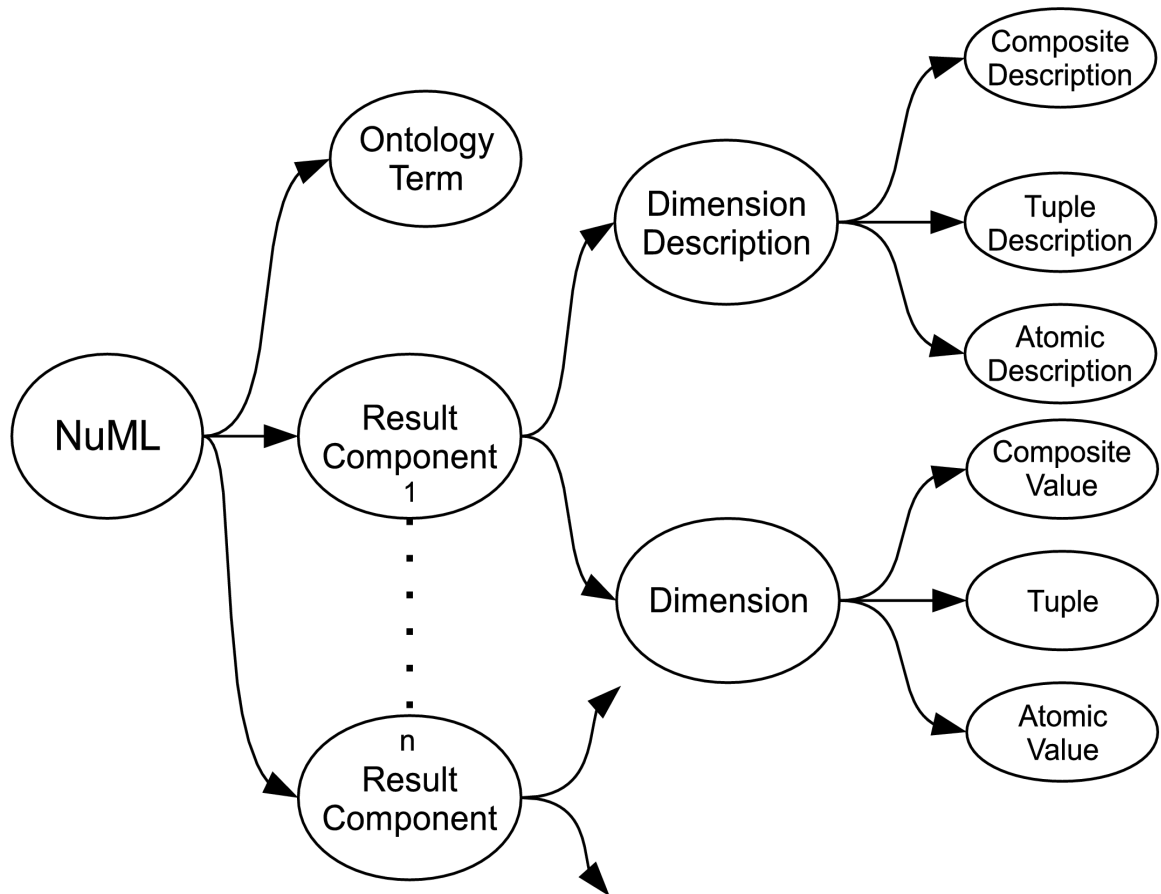 Composite
Description
Ontology
Term
Dimension
Description
Tuple
Description
Atomic
Description
NuML
Result
Component
1
Composite
Value
Dimension
Tuple
Atomic
Value
n
Result
Component